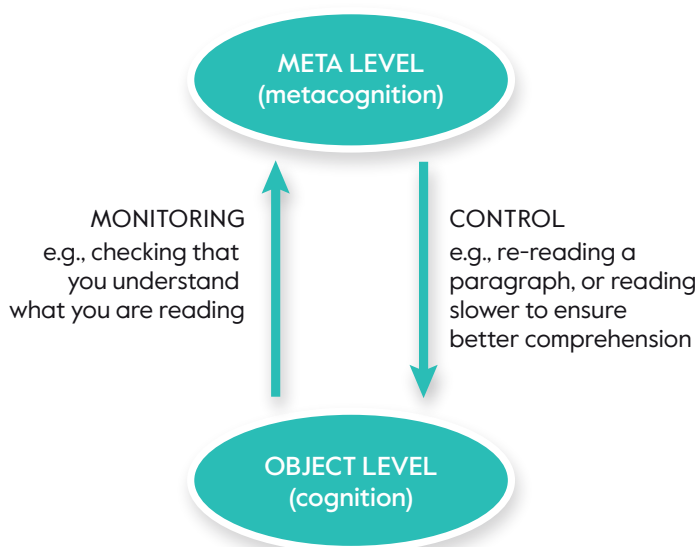 META LEVEL
(metacognition)
MONITORING
e.g., checking that
you understand
what you are reading
CONTROL
e.g., re-reading a
paragraph, or reading
slower to ensure
better comprehension
OBJECT LEVEL
(cognition)